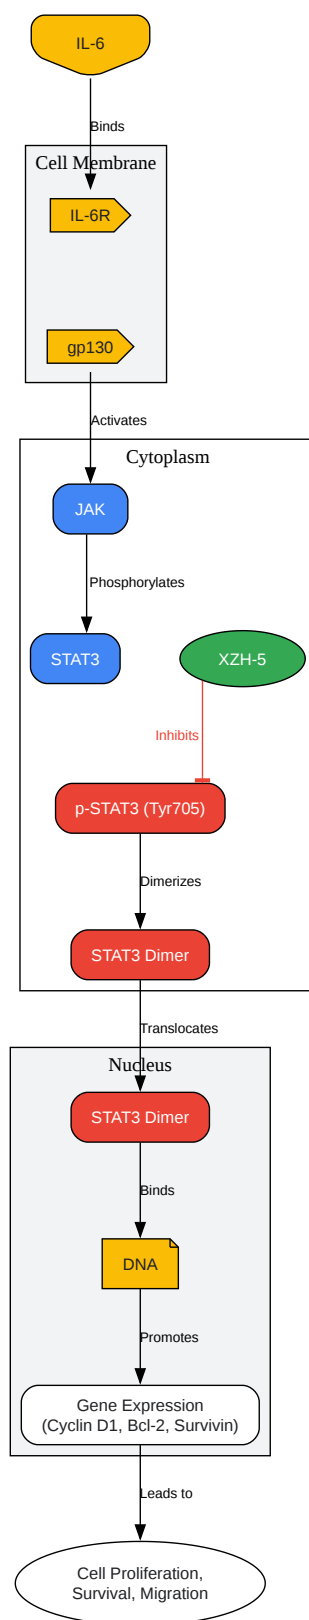 IL-6
Binds
Cell Membrane
IL-6R
gp130
Activates
Cytoplasm
JAK
Phosphorylates
STAT3
XZH-5
Inhibits
p-STAT3 (Tyr705)
Dimerizes
STAT3 Dimer
Translocates
Nucleus
STAT3 Dimer
Binds
DNA
Promotes
Gene Expression
(Cyclin D1, Bcl-2, Survivin)
Leads to
Cell Proliferation,
Survival, Migration